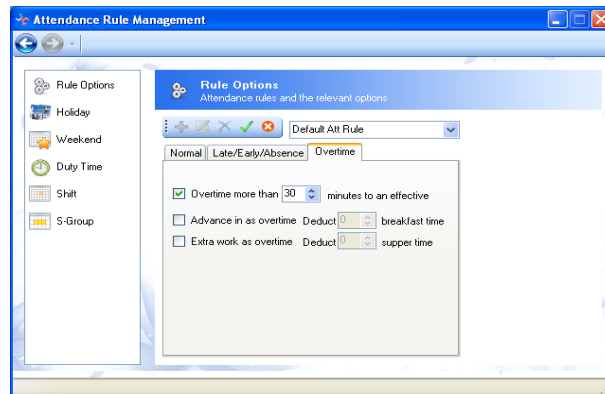 Attendance Rule Management
Rule Options
Holiday
Weekend
Duty Time
Shift
S-Group
Rule Options
Attendance rules and the relevant options
Default Att Rule
Normal Late/Early/Absence Overtime
Overtime more than 30 minutes to an effective
Advance in as overtime Deduct 0 breakfast time
Extra work as overtime Deduct 0 supper time